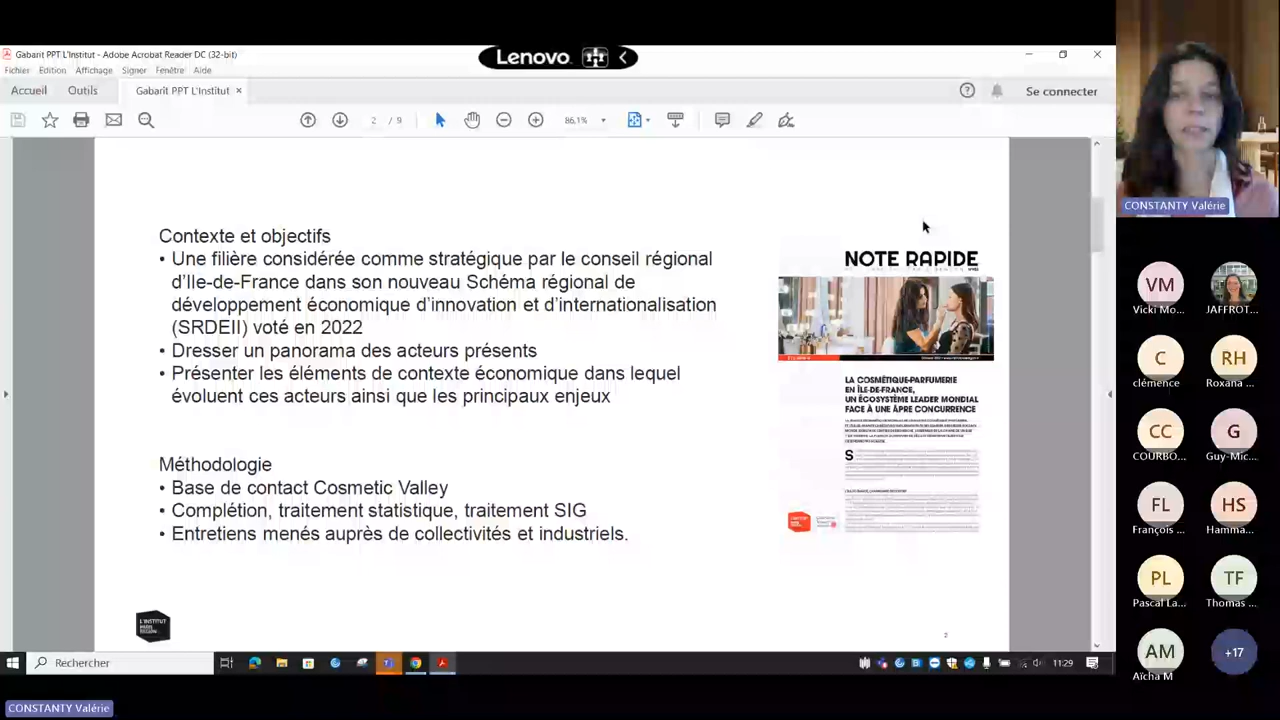 Gabarit PPT L'Institut - Adobe Acrobat Reader DC (32-bit)
Lenovo
Fichier Edition Affichage Signer Fenêtre Aide
Accueil Outils Gabarit PPT L'Institut × Se connecter
2 / 9 86,1%
Contexte et objectifs
• Une filière considérée comme stratégique par le conseil régional
d'Ile-de-France dans son nouveau Schéma régional de
développement économique d'innovation et d'internationalisation
(SRDEII) voté en 2022
• Dresser un panorama des acteurs présents
• Présenter les éléments de contexte économique dans lequel
évoluent ces acteurs ainsi que les principaux enjeux
Méthodologie
• Base de contact Cosmetic Valley
• Complétion, traitement statistique, traitement SIG
• Entretiens menés auprès de collectivités et industriels.
NOTE RAPIDE
LA COSMÉTIQUE-PARFUMERIE
EN ÎLE-DE-FRANCE,
UN ÉCOSYSTÈME LEADER MONDIAL
FACE À UNE ÂPRE CONCURRENCE
S
L'INSTITUT
PARIS
REGION
2
Rechercher
11:29
CONSTANTY Valérie
VM
Vicki Mo... JAFFROT...
C RH
clémence Roxana ...
CC G
COURBO... Guy-Mic...
FL HS
François ... Hamma...
PL TF
Pascal La... Thomas ...
AM +17
Aïcha M
CONSTANTY Valérie